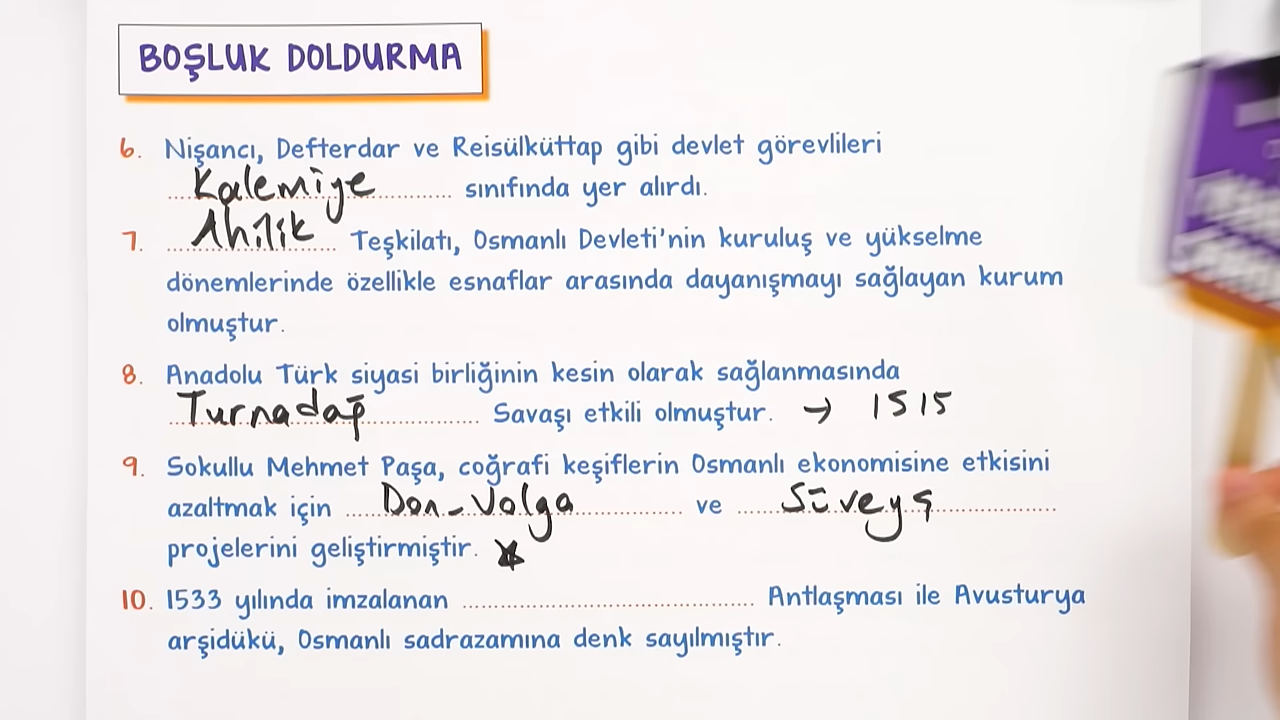 BOŞLUK DOLDURMA
6. Nişancı, Defterdar ve Reisülküttap gibi devlet görevlileri
Kalemiye sınıfında yer alırdı.
7. Ahilik Teşkilatı, Osmanlı Devleti'nin kuruluş ve yükselme
dönemlerinde özellikle esnaflar arasında dayanışmayı sağlayan kurum
olmuştur.
8. Anadolu Türk siyasi birliğinin kesin olarak sağlanmasında
Turnadağ Savaşı etkili olmuştur. → 1515
9. Sokullu Mehmet Paşa, coğrafi keşiflerin Osmanlı ekonomisine etkisini
azaltmak için Don-Volga ve Süveyş
projelerini geliştirmiştir.
10. 1533 yılında imzalanan ........................................ Antlaşması ile Avusturya
arşidükü, Osmanlı sadrazamına denk sayılmıştır.